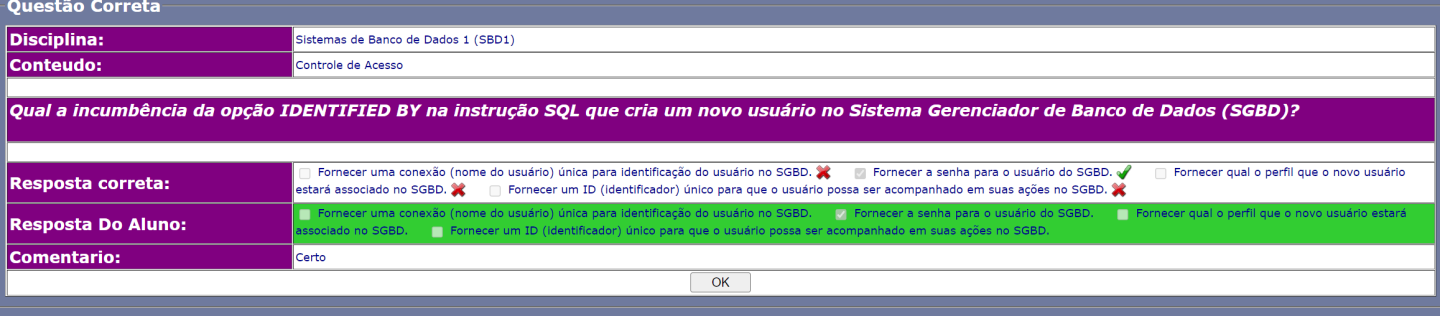 Questão Correta
Disciplina: Sistemas de Banco de Dados 1 (SBD1)
Conteudo: Controle de Acesso
Qual a incumbência da opção IDENTIFIED BY na instrução SQL que cria um novo usuário no Sistema Gerenciador de Banco de Dados (SGBD)?
Resposta correta: Fornecer uma conexão (nome do usuário) única para identificação do usuário no SGBD. Fornecer a senha para o usuário do SGBD. Fornecer qual o perfil que o novo usuário
estará associado no SGBD. Fornecer um ID (identificador) único para que o usuário possa ser acompanhado em suas ações no SGBD.
Resposta Do Aluno: Fornecer uma conexão (nome do usuário) única para identificação do usuário no SGBD. Fornecer a senha para o usuário do SGBD. Fornecer qual o perfil que o novo usuário estará
associado no SGBD. Fornecer um ID (identificador) único para que o usuário possa ser acompanhado em suas ações no SGBD.
Comentario: Certo
OK